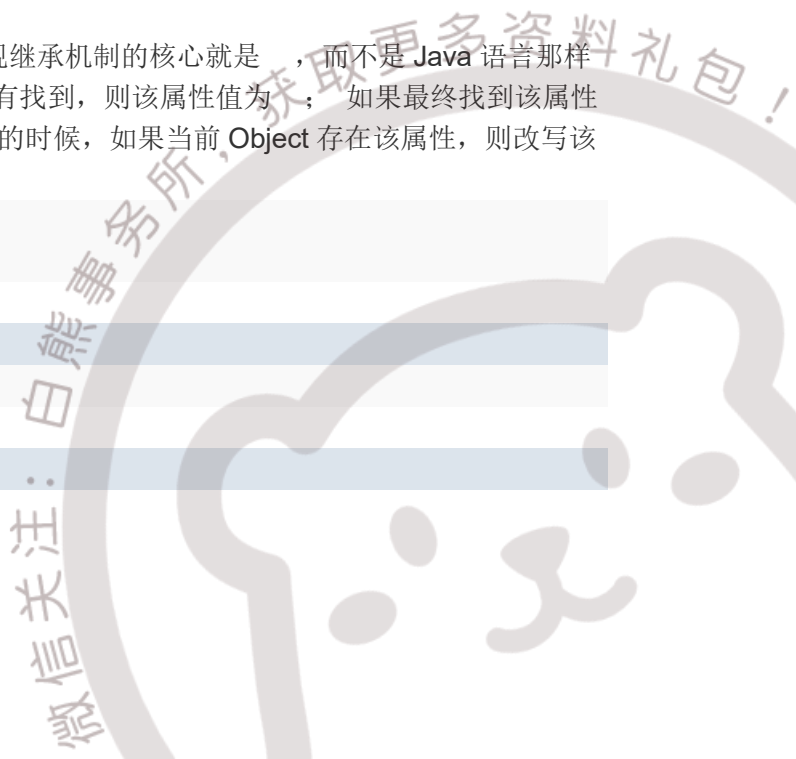 现继承机制的核心就是 ，而不是 Java 语言那样
有找到，则该属性值为 ； 如果最终找到该属性
的时候，如果当前 Object 存在该属性，则改写该
微信关注：白熊事务所，获取更多资料礼包！